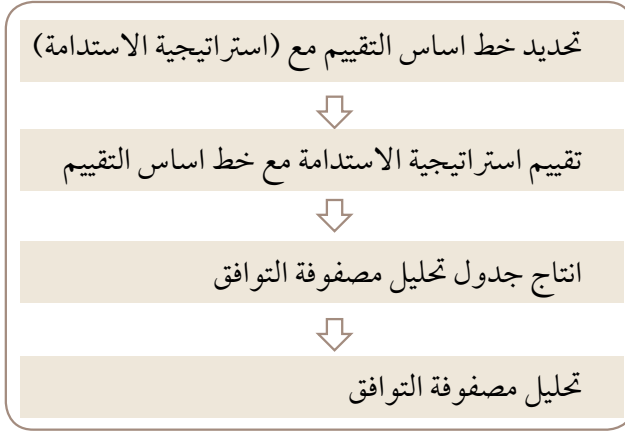 تحديد خط اساس التقييم مع (استراتيجية الاستدامة)
تقييم استراتيجية الاستدامة مع خط اساس التقييم
انتاج جدول تحليل مصفوفة التوافق
تحليل مصفوفة التوافق